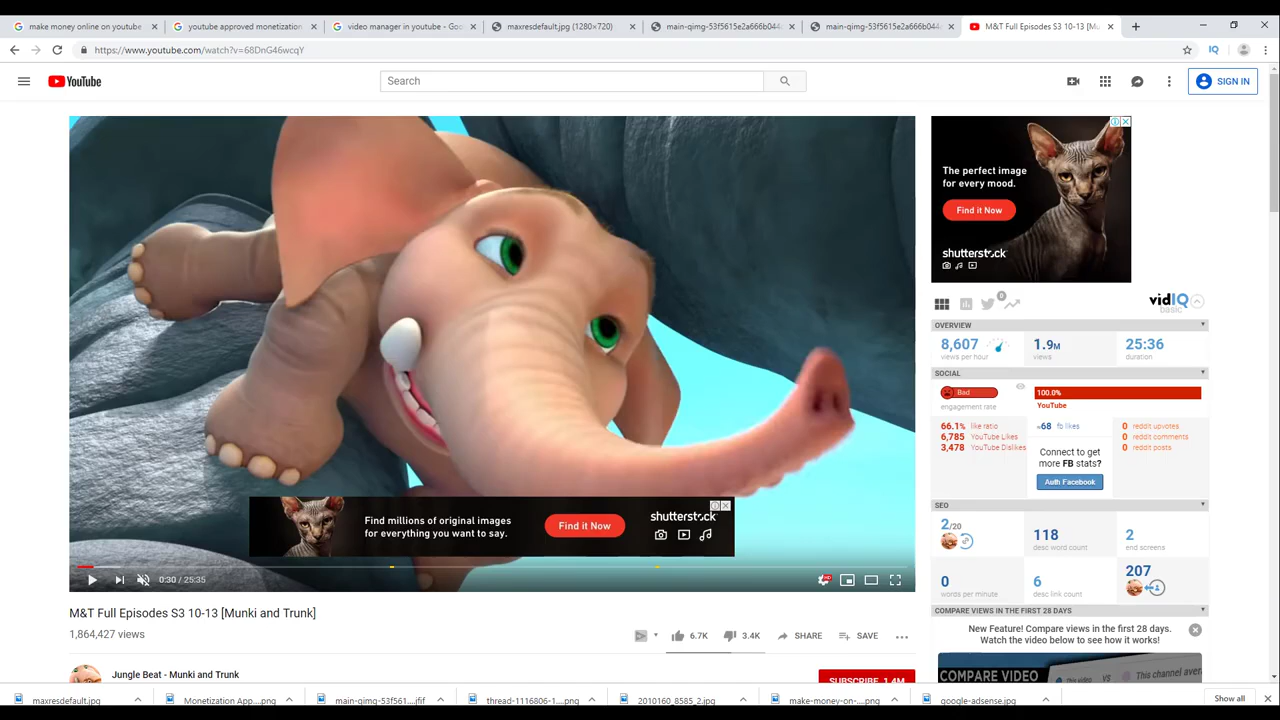 make money online on youtube
youtube approved monetization
video manager in youtube - Goo
maxresdefault.jpg (1280×720)
main-qimg-53f5615e2a666b044
main-qimg-53f5615e2a666b044
M&T Full Episodes S3 10-13 [Mu
https://www.youtube.com/watch?v=68DnG46wcqY
IQ
YouTube
Search
SIGN IN
The perfect image
for every mood.
Find it Now
shutterstock
vidIQ
basic
0
OVERVIEW
8,607
views per hour
1.9M
views
25:36
duration
SOCIAL
Bad
engagement rate
100.0%
YouTube
66.1% like ratio
6,785 YouTube Likes
3,478 YouTube Dislikes
~68 fb likes
Connect to get
more FB stats?
Auth Facebook
0 reddit upvotes
0 reddit comments
0 reddit posts
SEO
2/20
118
desc word count
2
end screens
0
words per minute
6
desc link count
207
COMPARE VIEWS IN THE FIRST 28 DAYS
New Feature! Compare views in the first 28 days.
Watch the video below to see how it works!
COMPARE VIDEO
This video
VS
This channel aver
Find millions of original images
for everything you want to say.
Find it Now
shutterstock
0:30 / 25:35
M&T Full Episodes S3 10-13 [Munki and Trunk]
1,864,427 views
6.7K
3.4K
SHARE
SAVE
Jungle Beat - Munki and Trunk
SUBSCRIBE 1.4M
maxresdefault.jpg
Monetization App....png
main-qimg-53f561....jfif
thread-1116806-1....png
2010160_8585_2.jpg
make-money-on-....png
google-adsense.jpg
Show all